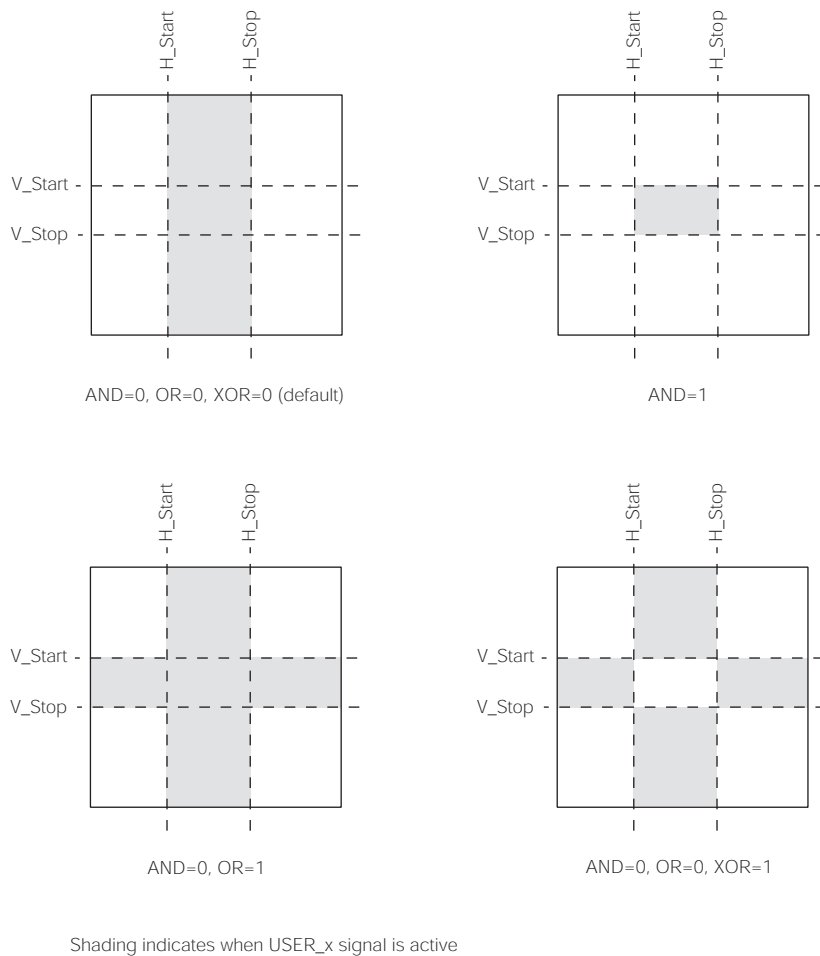 H_Start
H_Stop
H_Start
H_Stop
V_Start
V_Stop
V_Start
V_Stop
AND=0, OR=0, XOR=0 (default)
AND=1
H_Start
H_Stop
H_Start
H_Stop
V_Start
V_Stop
V_Start
V_Stop
AND=0, OR=1
AND=0, OR=0, XOR=1
Shading indicates when USER_x signal is active